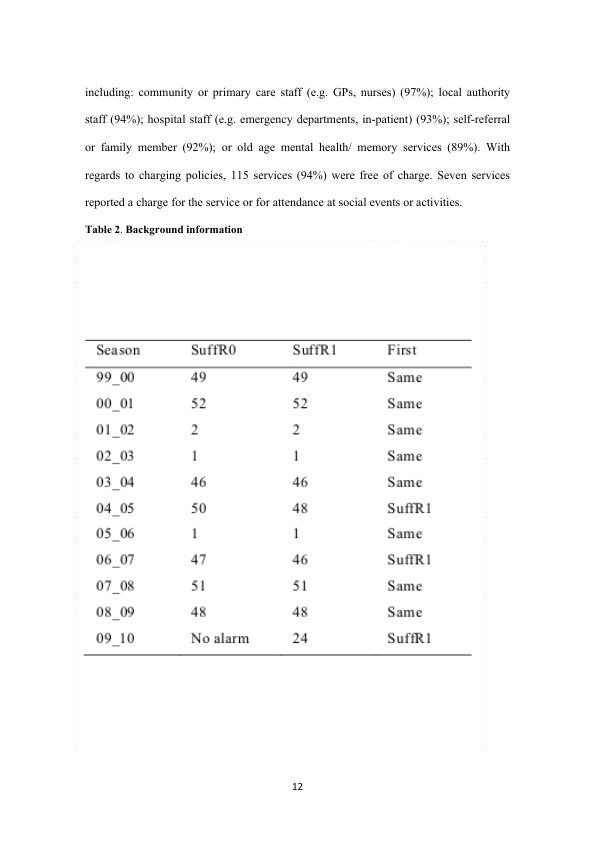 including: community or primary care staff (e.g. GPs, nurses) (97%); local authority
staff (94%); hospital staff (e.g. emergency departments, in-patient) (93%); self-referral
or family member (92%); or old age mental health/ memory services (89%). With
regards to charging policies, 115 services (94%) were free of charge. Seven services
reported a charge for the service or for attendance at social events or activities.
Table 2. Background information
Season SuffR0 SuffR1 First
99_00 49 49 Same
00_01 52 52 Same
01_02 2 2 Same
02_03 1 1 Same
03_04 46 46 Same
04_05 50 48 SuffR1
05_06 1 1 Same
06_07 47 46 SuffR1
07_08 51 51 Same
08_09 48 48 Same
09_10 No alarm 24 SuffR1
12